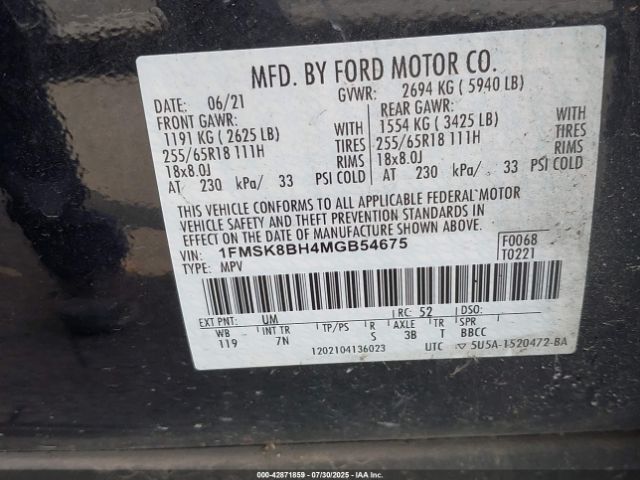 MFD. BY FORD MOTOR CO.
DATE: 06/21 GVWR: 2694 KG ( 5940 LB)
FRONT GAWR: REAR GAWR:
1191 KG ( 2625 LB) WITH 1554 KG ( 3425 LB) WITH
255/65R18 111H TIRES 255/65R18 111H TIRES
18x8.0J RIMS 18x8.0J RIMS
AT 230 kPa/ 33 PSI COLD AT 230 kPa/ 33 PSI COLD
THIS VEHICLE CONFORMS TO ALL APPLICABLE FEDERAL MOTOR
VEHICLE SAFETY AND THEFT PREVENTION STANDARDS IN
EFFECT ON THE DATE OF MANUFACTURE SHOWN ABOVE.
VIN: 1FMSK8BH4MGB54675 F0068
TYPE: MPV T0221
EXT PNT: UM RC: 52 DSO:
WB INT TR TP/PS R AXLE TR SPR
119 7N S 3B T BBCC
1202104136023 UTC ▽ 5U5A-1520472-BA
000-42871859 | 07/30/2025 - IAAI.COM